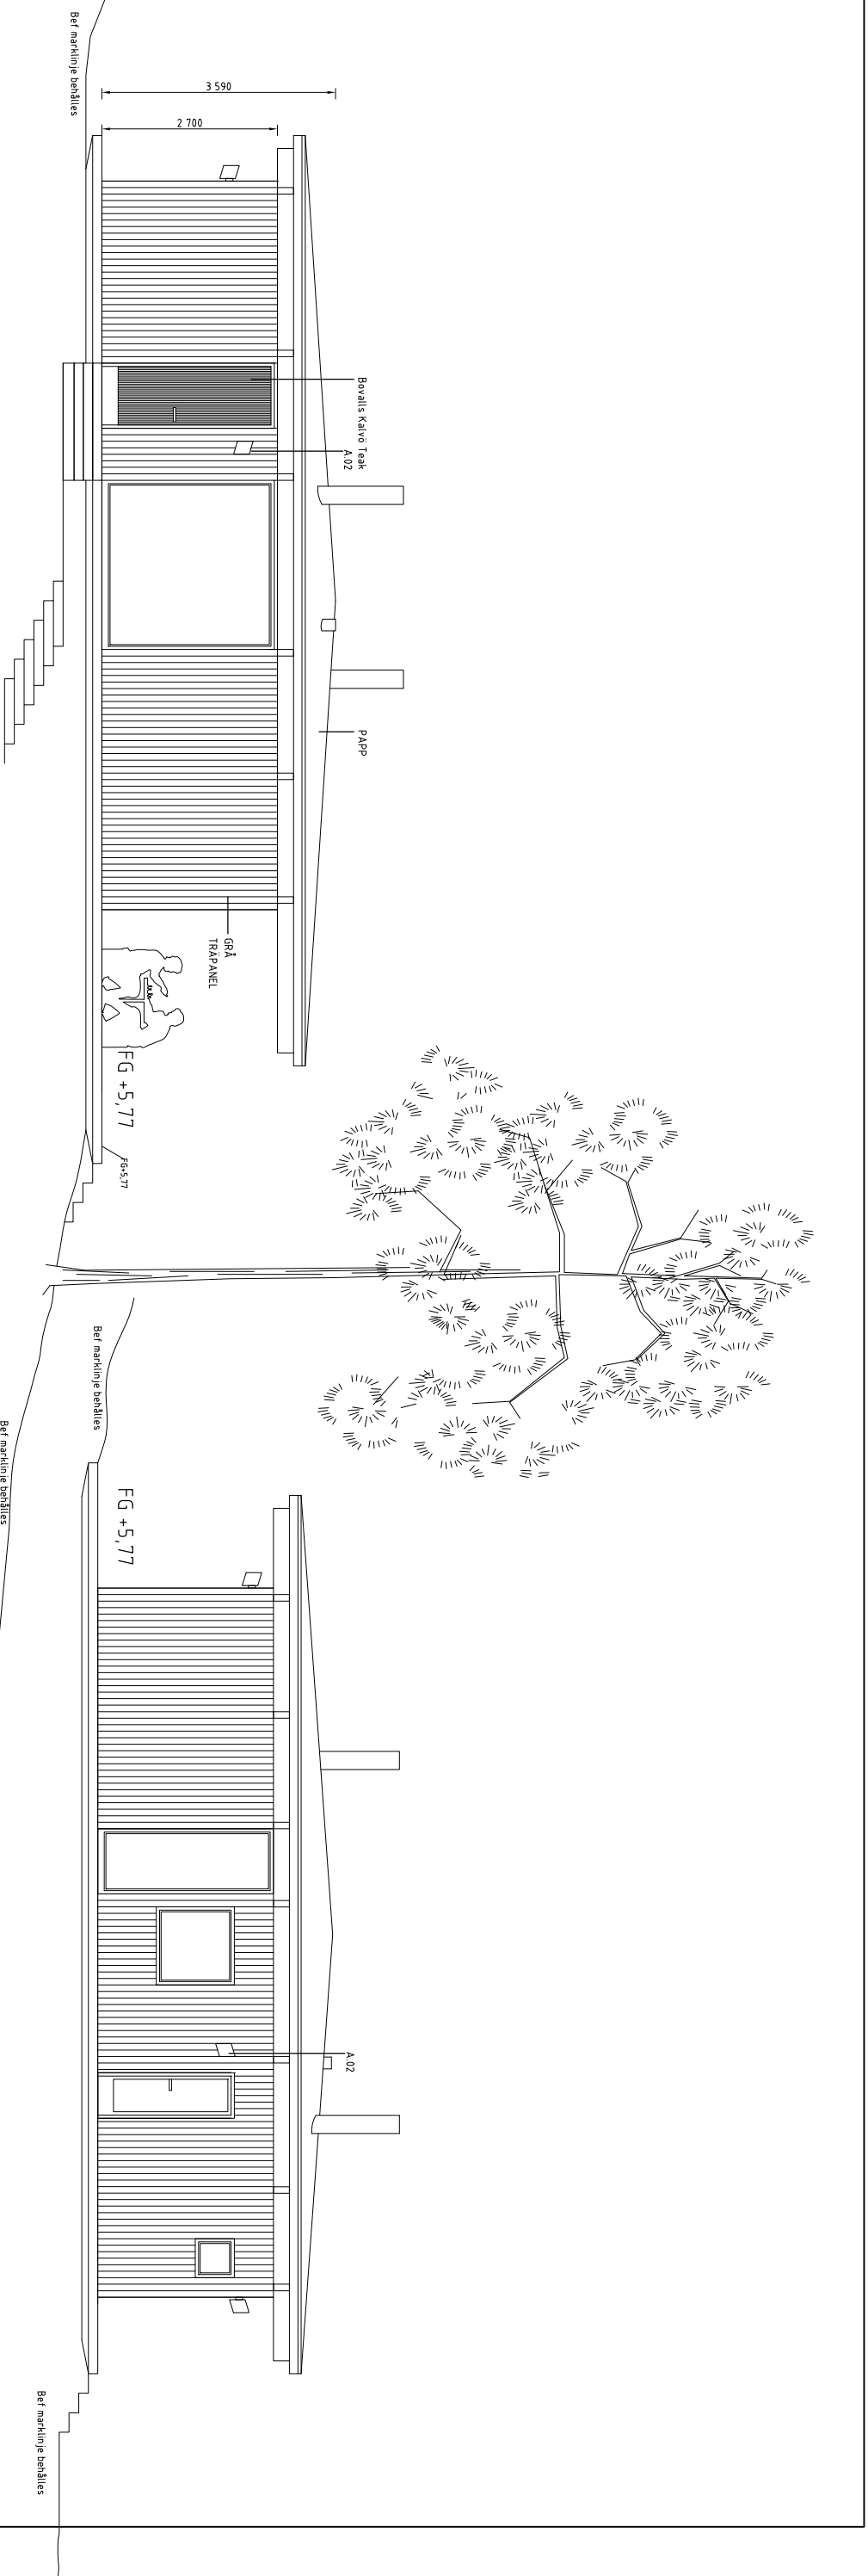 Bef marklinje behålles
3 590
2 700
Bovalls Kalvö Teak
A.02
PAPP
GRÅ
TRÄPANEL
FG +5,77
FG+5,77
Bef marklinje behålles
Bef marklinje behålles
FG +5,77
A.02
Bef marklinje behålles